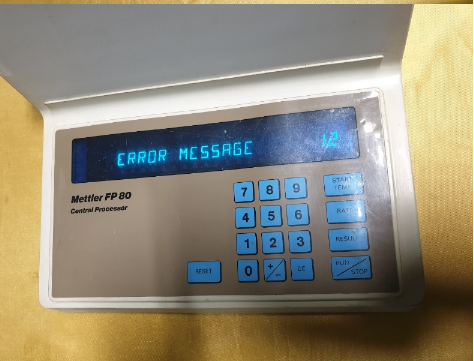 ERROR MESSAGE 12
Mettler FP 80
Central Processor
7 8 9 START TEMP
4 5 6 RATE
1 2 3 RESULT
RESET 0 +/- CE RUN/STOP